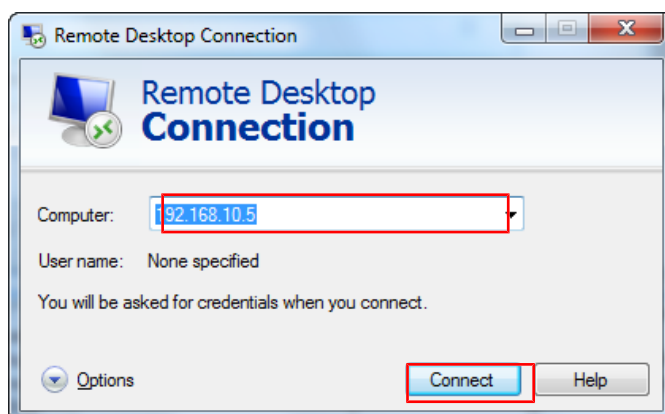 Remote Desktop Connection
Remote Desktop
Connection
Computer: 192.168.10.5
User name: None specified
You will be asked for credentials when you connect.
Options Connect Help